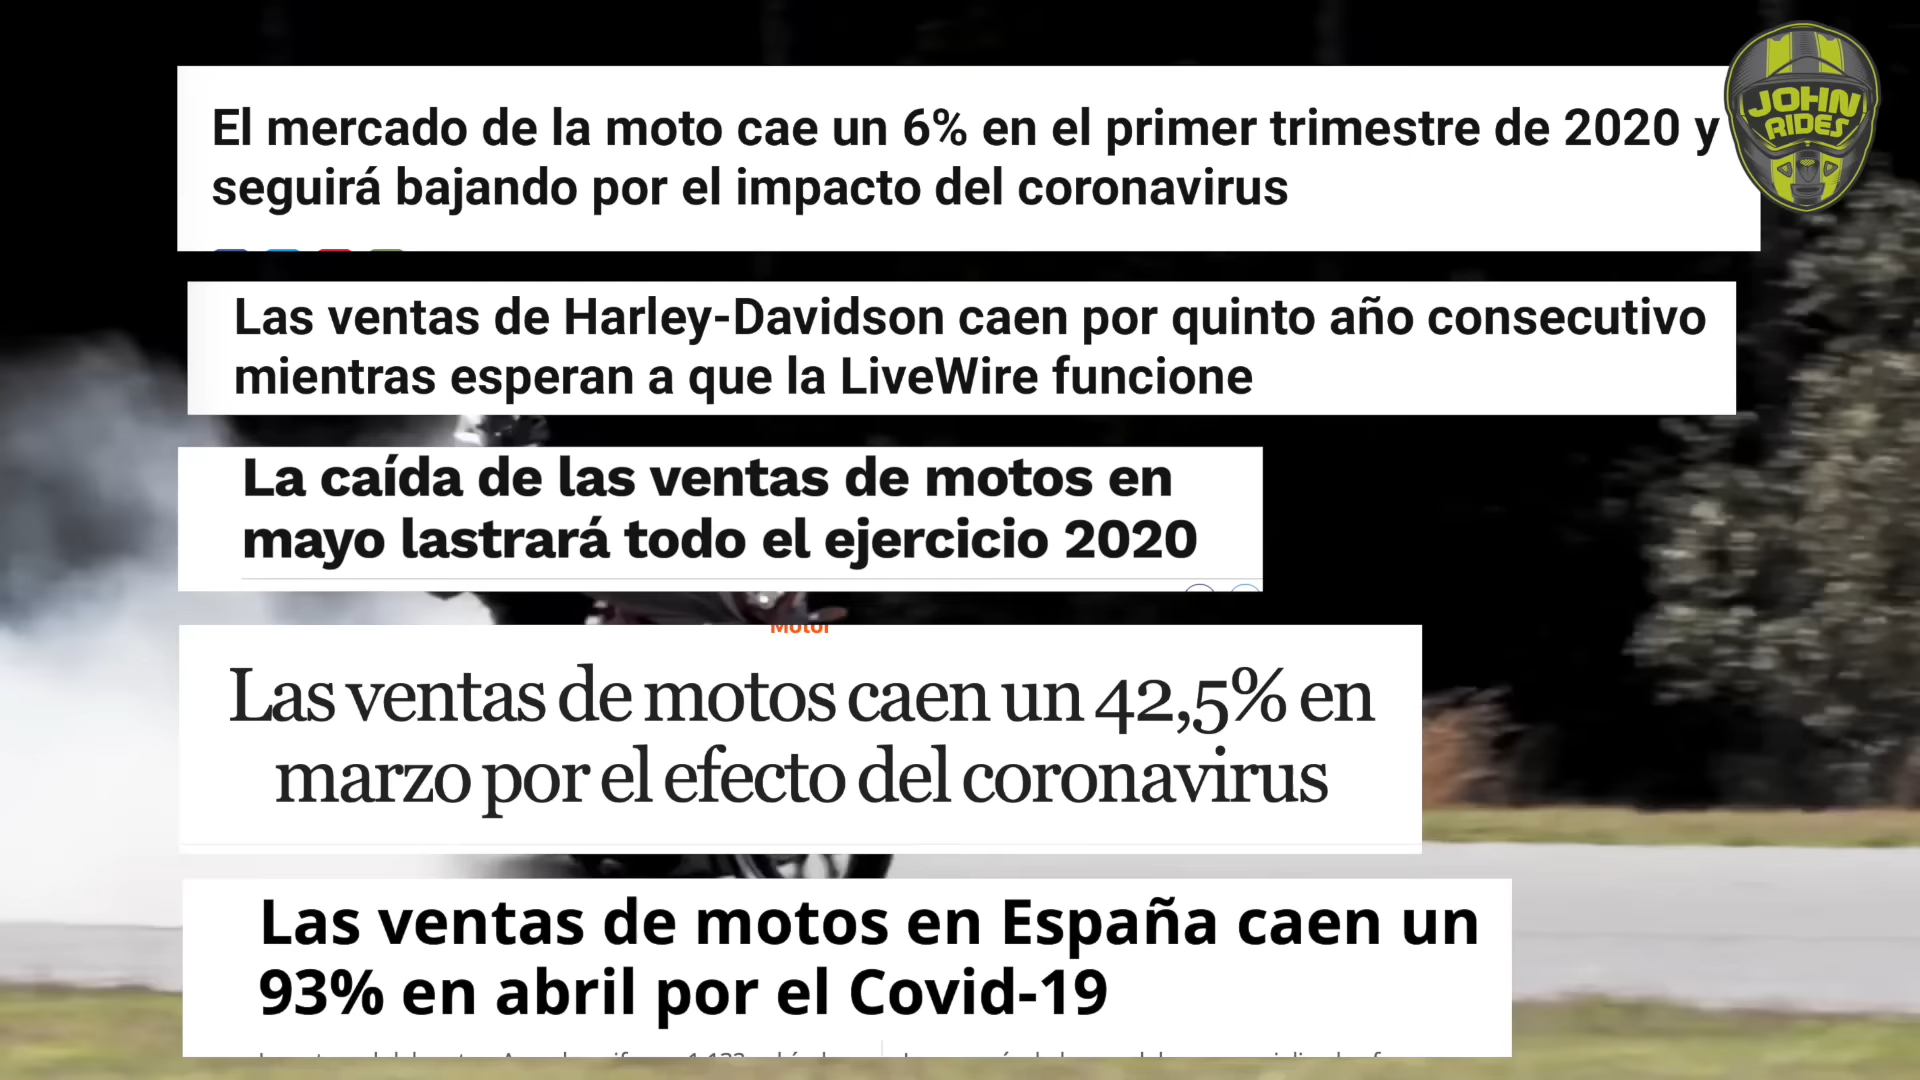 El mercado de la moto cae un 6% en el primer trimestre de 2020 y
seguirá bajando por el impacto del coronavirus
JOHN
RIDES
Las ventas de Harley-Davidson caen por quinto año consecutivo
mientras esperan a que la LiveWire funcione
La caída de las ventas de motos en
mayo lastrará todo el ejercicio 2020
Motor
Las ventas de motos caen un 42,5% en
marzo por el efecto del coronavirus
Las ventas de motos en España caen un
93% en abril por el Covid-19